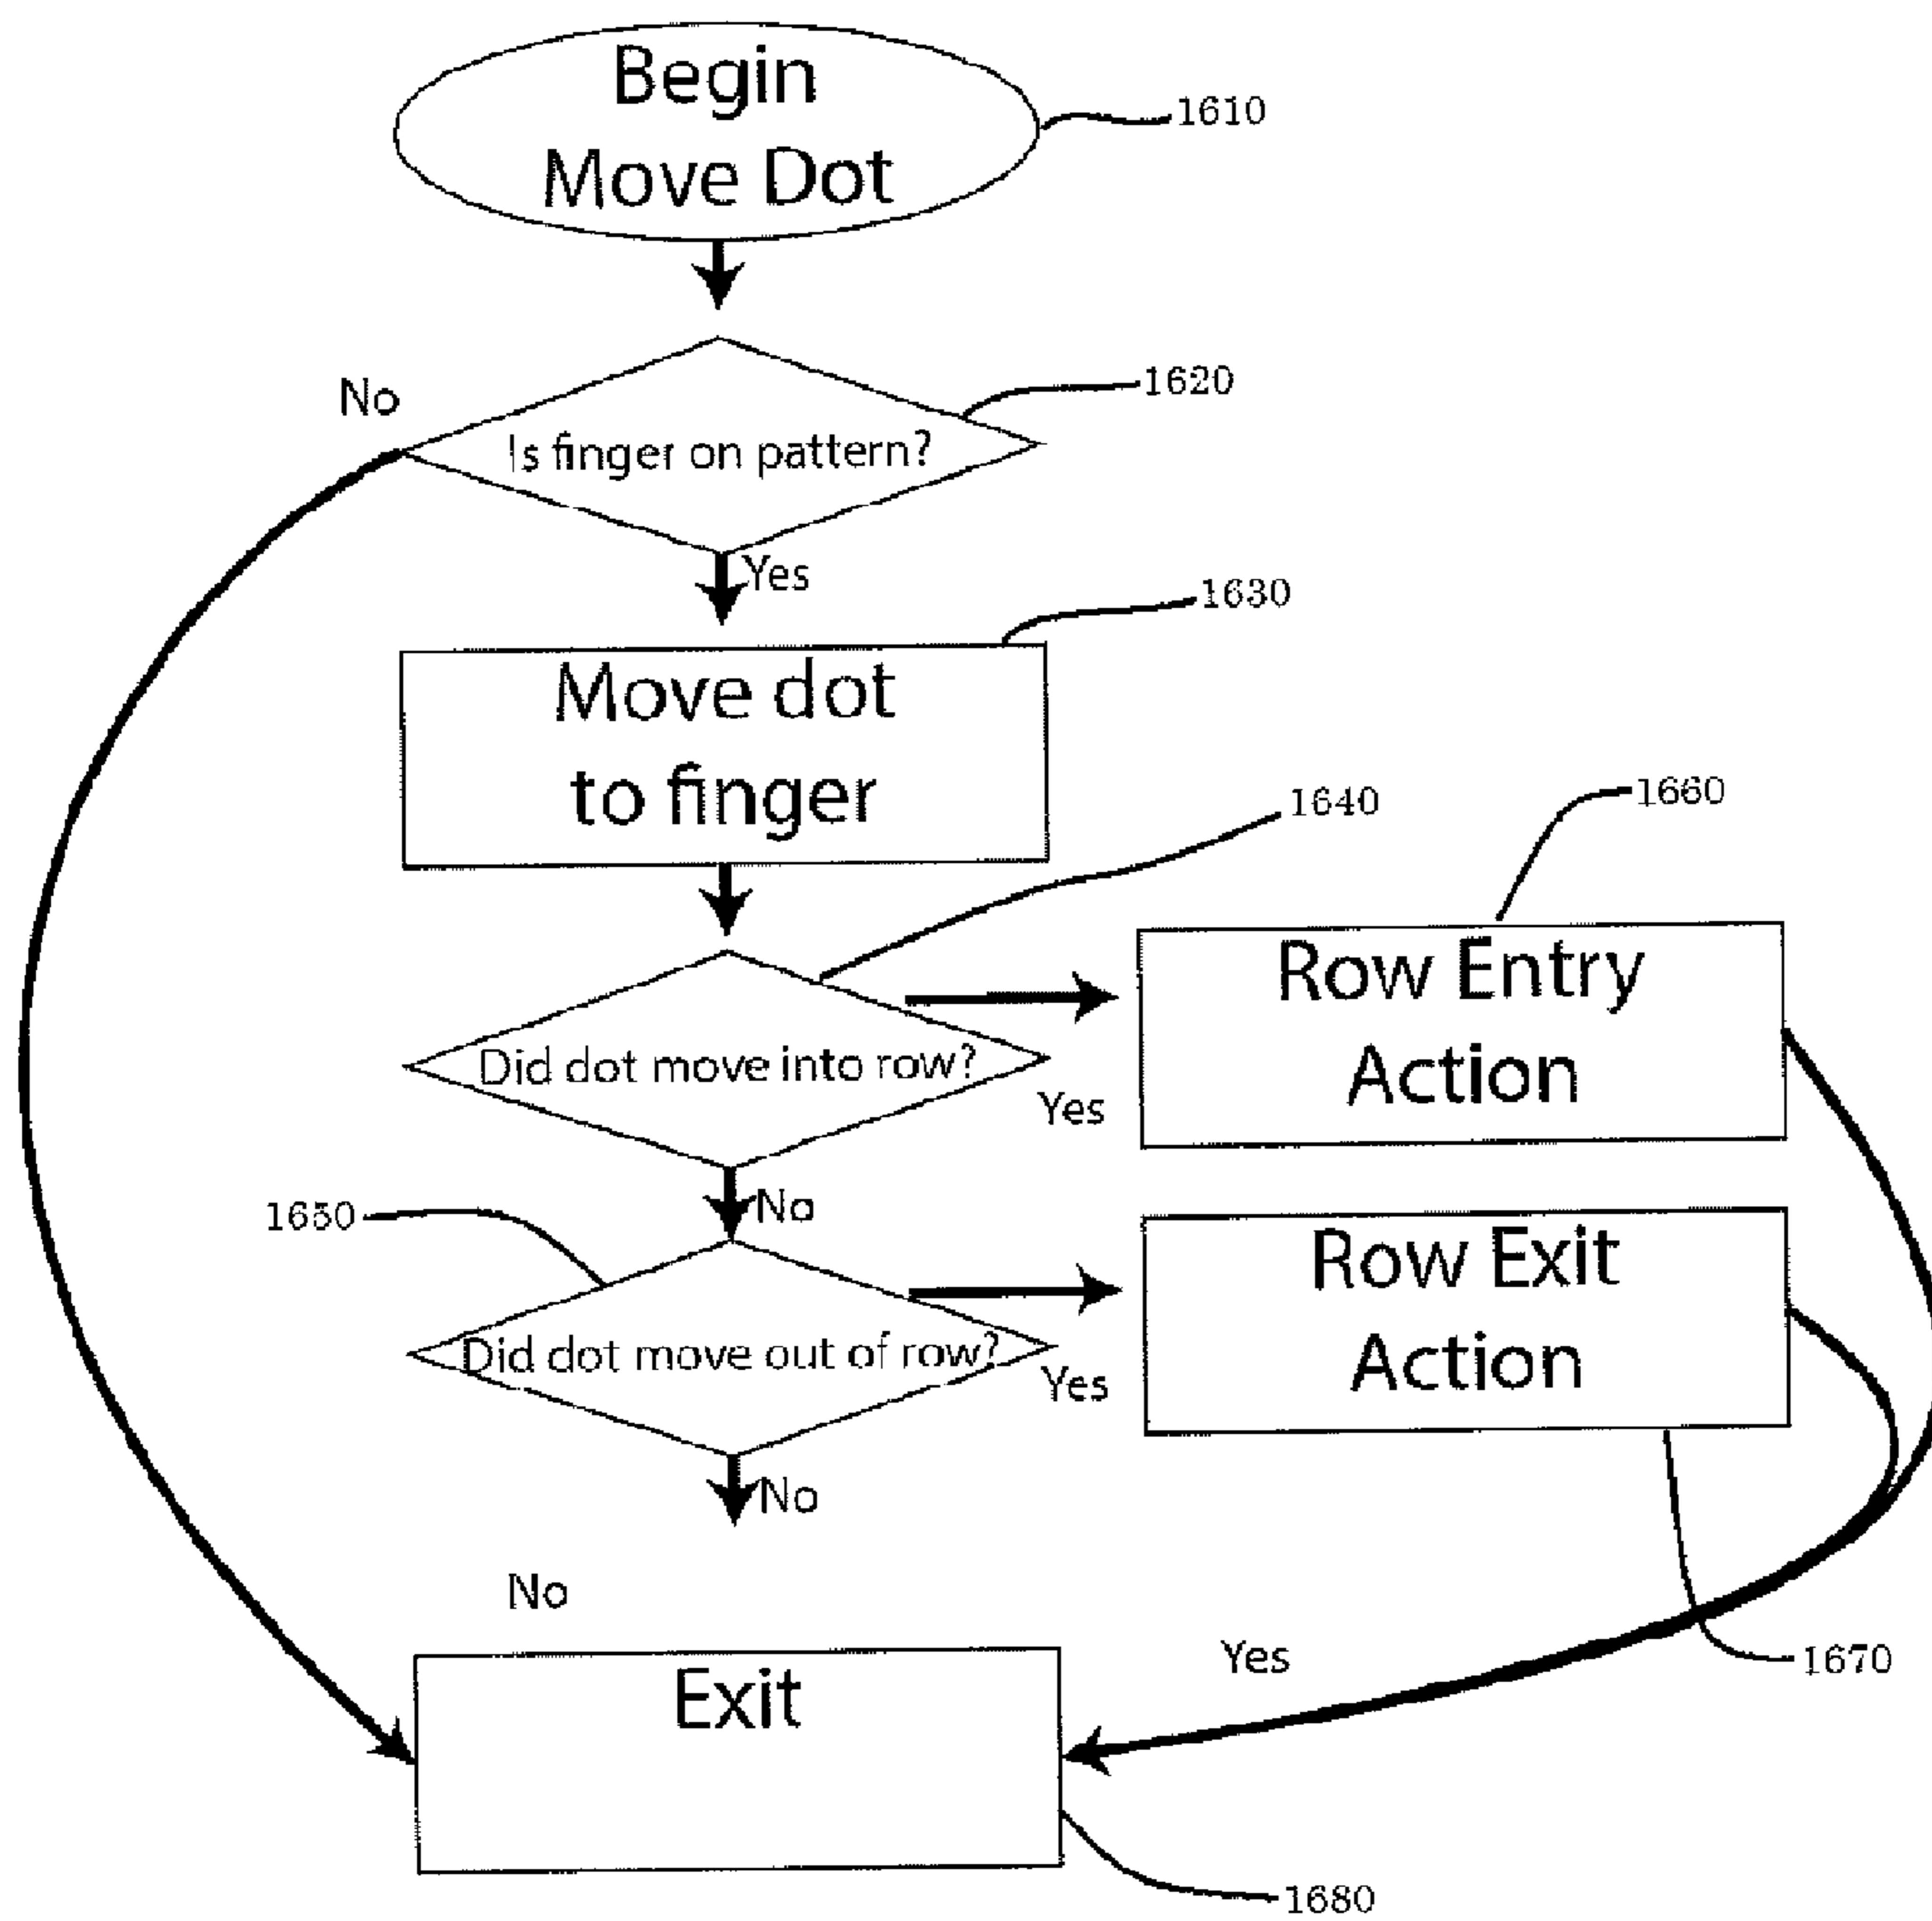 Begin
Move Dot
1610
No
1620
Is finger on pattern?
Yes
1630
Move dot
to finger
1640
1660
Row Entry
Action
Did dot move into row?
Yes
No
1650
Row Exit
Action
Did dot move out of row?
Yes
No
No
Yes
1670
Exit
1680